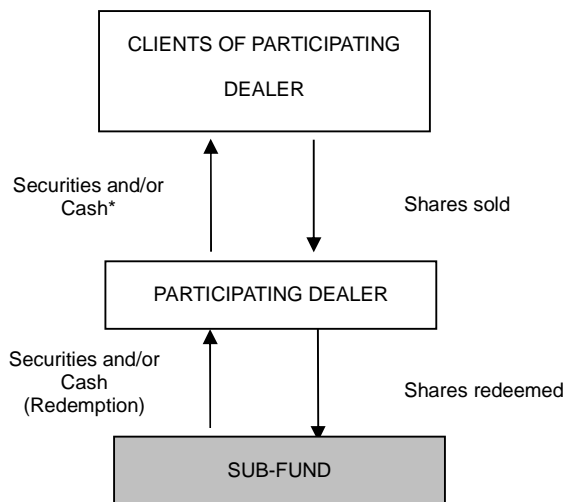 CLIENTS OF PARTICIPATING
DEALER
Securities and/or
Cash*
Shares sold
PARTICIPATING DEALER
Securities and/or
Cash
(Redemption)
Shares redeemed
SUB-FUND